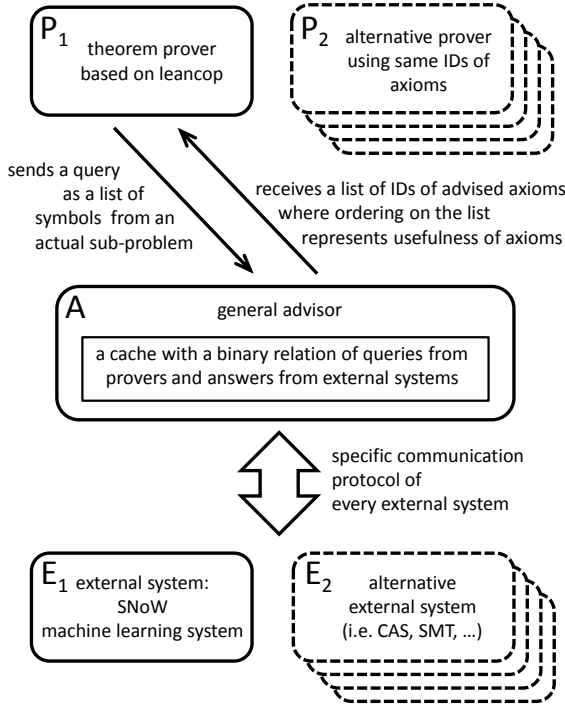 P1
theorem prover
based on leancop
P2
alternative prover
using same IDs of
axioms
sends a query
as a list of
symbols from an
actual sub-problem
receives a list of IDs of advised axioms
where ordering on the list
represents usefulness of axioms
A
general advisor
a cache with a binary relation of queries from
provers and answers from external systems
specific communication
protocol of
every external system
E1 external system:
SNoW
machine learning system
E2 alternative
external system
(i.e. CAS, SMT, ...)